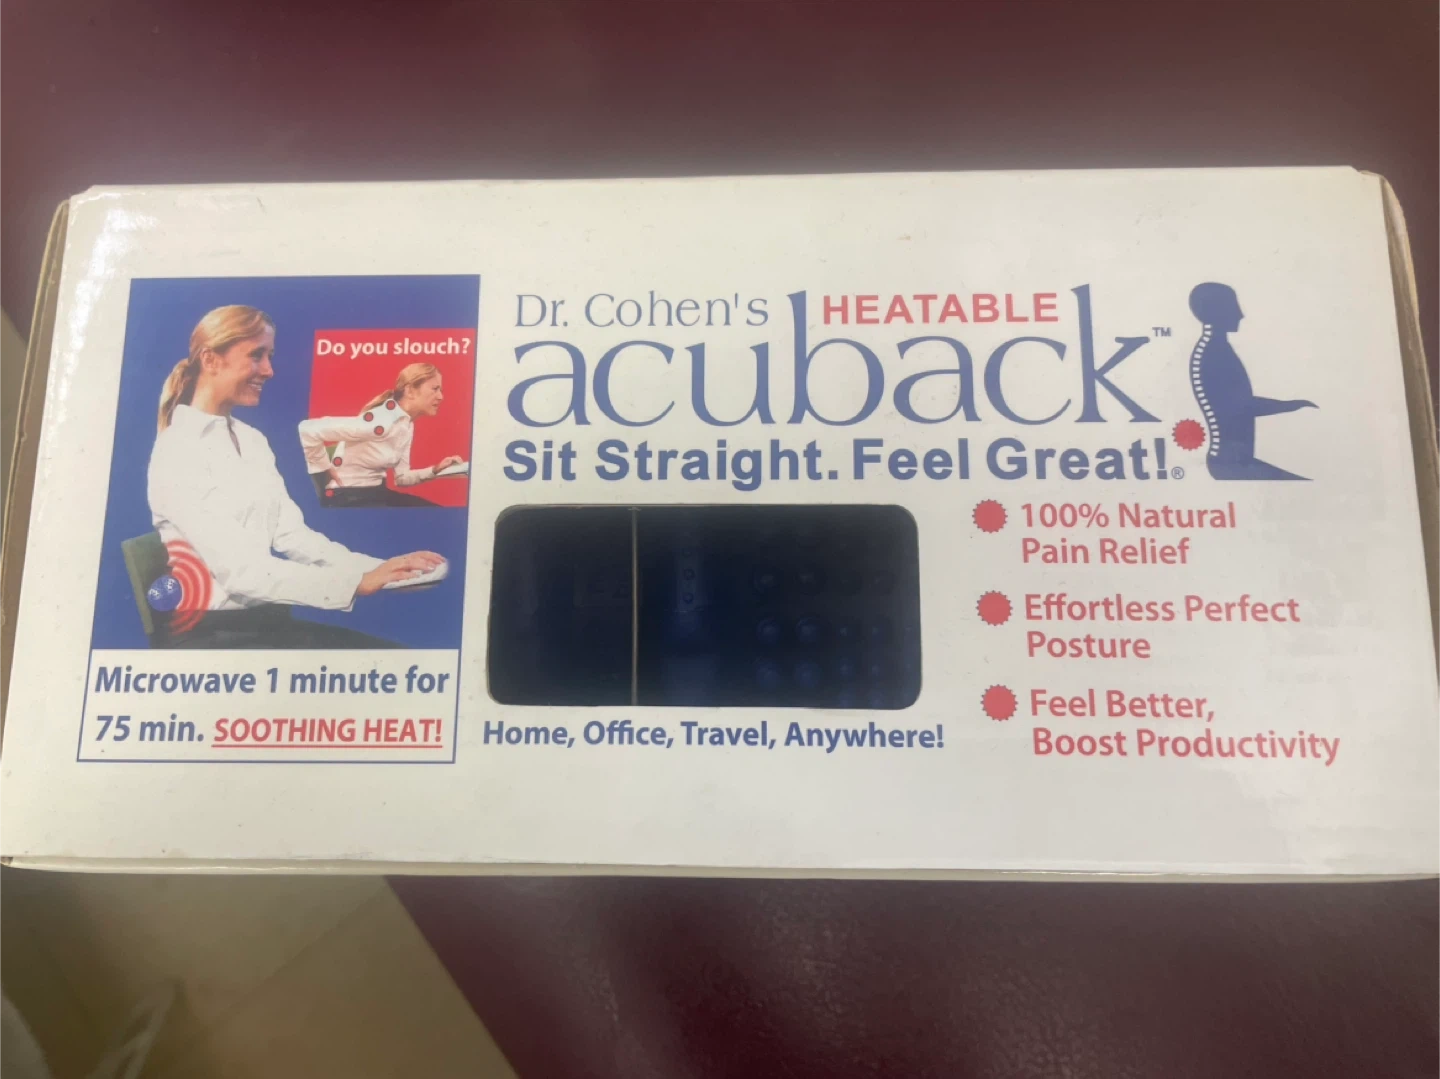 Do you slouch?
Microwave 1 minute for
75 min. SOOTHING HEAT!
Dr. Cohen's HEATABLE
acuback™
Sit Straight. Feel Great!®
Home, Office, Travel, Anywhere!
100% Natural
Pain Relief
Effortless Perfect
Posture
Feel Better,
Boost Productivity